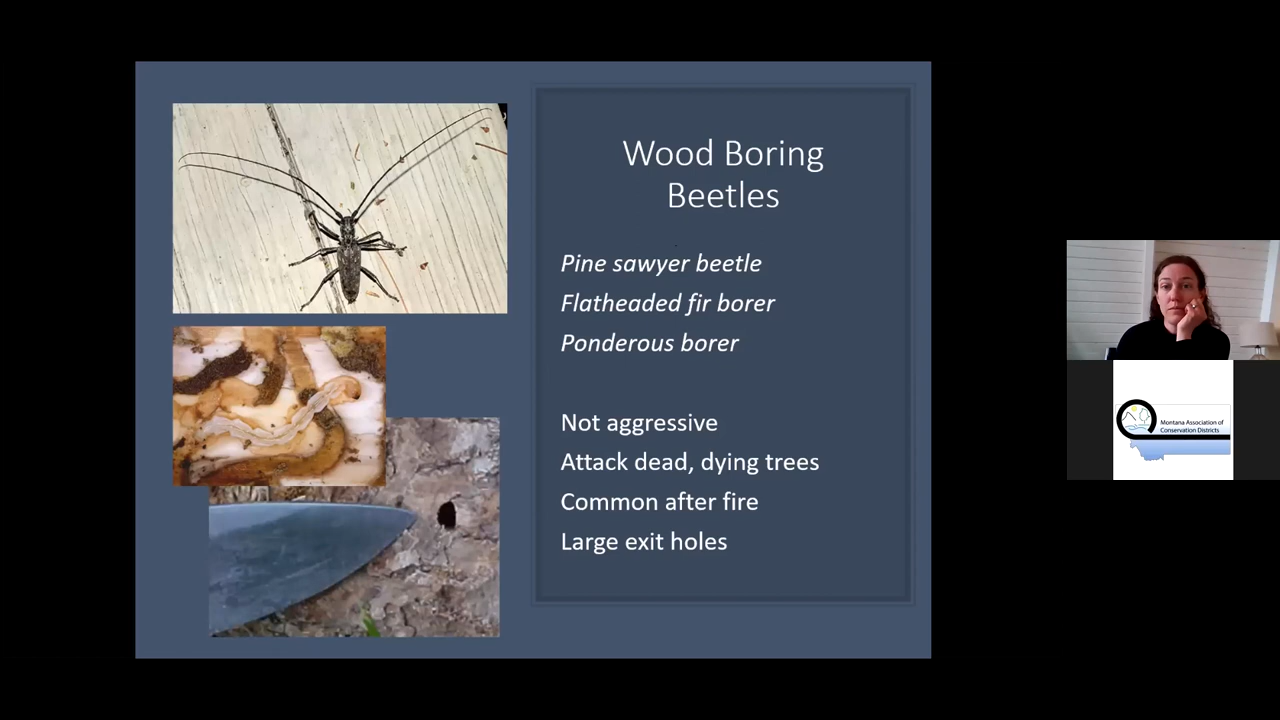 Wood Boring
Beetles
Pine sawyer beetle
Flatheaded fir borer
Ponderous borer
Not aggressive
Attack dead, dying trees
Common after fire
Large exit holes
Montana Association of
Conservation Districts